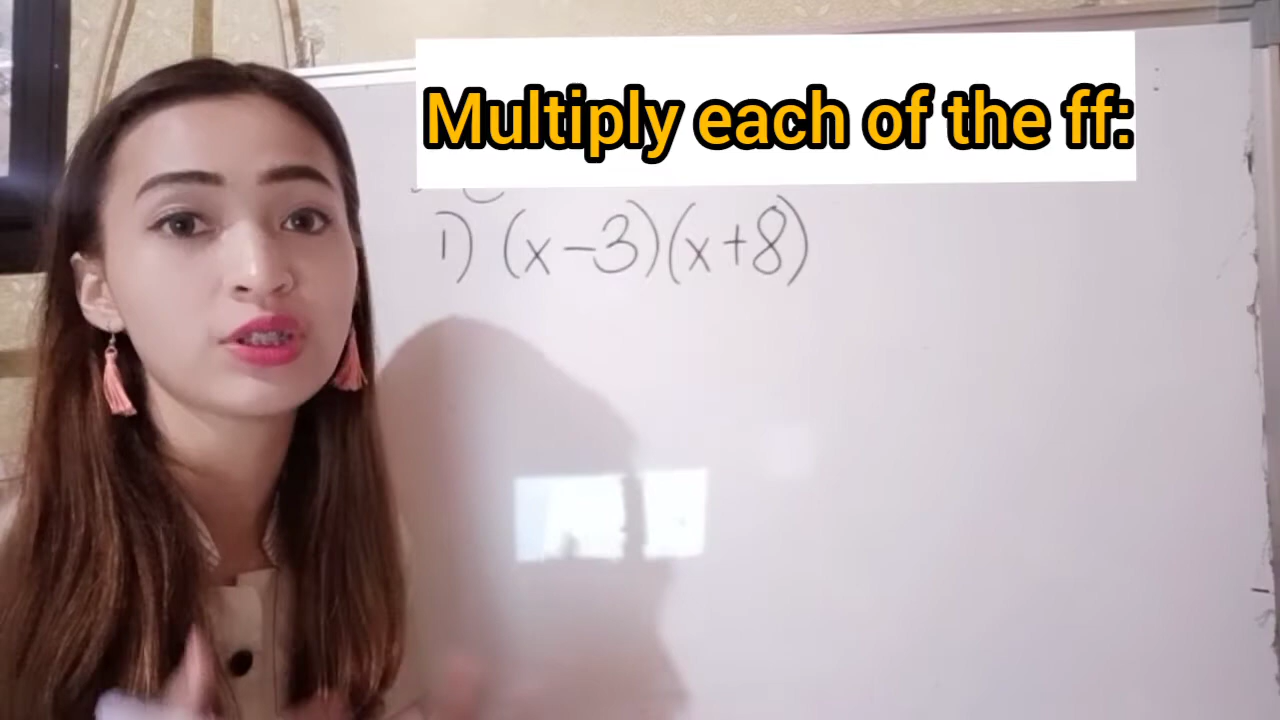 Multiply each of the ff:
1) (x-3)(x+8)